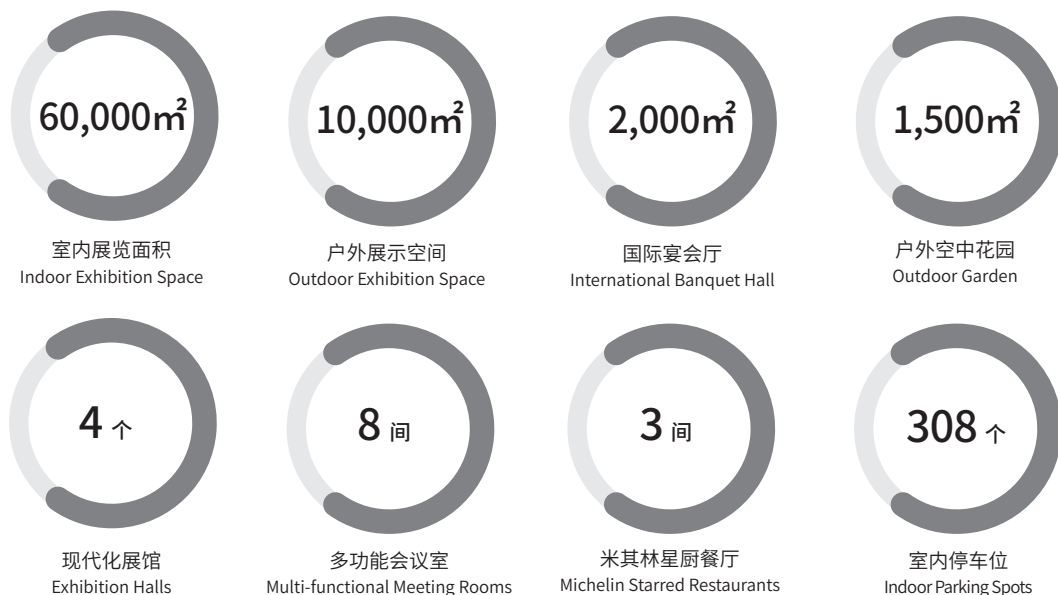 60,000㎡
10,000㎡
2,000㎡
1,500㎡
室内展览面积
Indoor Exhibition Space
户外展示空间
Outdoor Exhibition Space
国际宴会厅
International Banquet Hall
户外空中花园
Outdoor Garden
4 个
8 间
3 间
308 个
现代化展馆
Exhibition Halls
多功能会议室
Multi-functional Meeting Rooms
米其林星厨餐厅
Michelin Starred Restaurants
室内停车位
Indoor Parking Spots